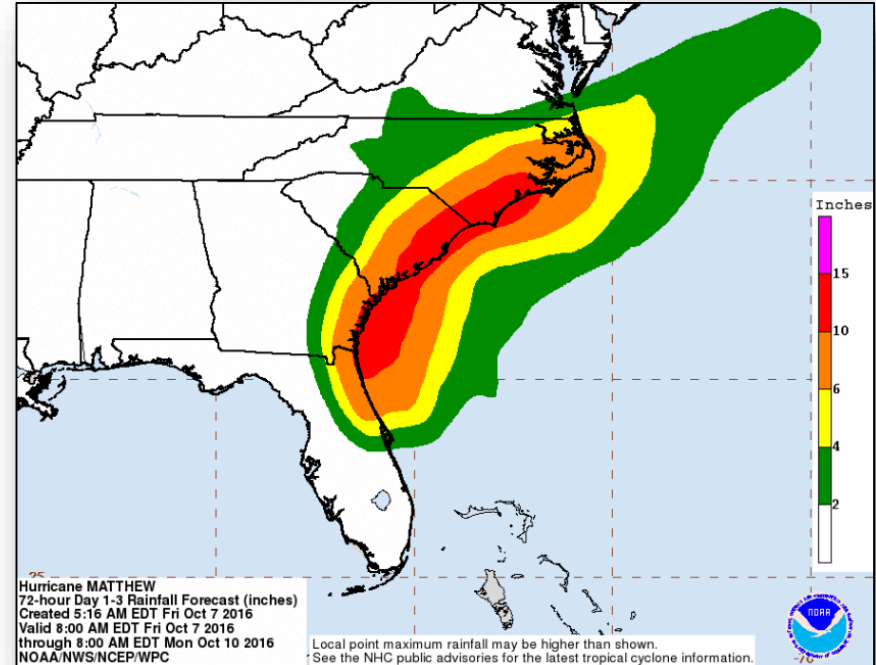 Inches
15
10
6
4
2
25
Hurricane MATTHEW
72-hour Day 1-3 Rainfall Forecast (inches)
Created 5:16 AM EDT Fri Oct 7 2016
Valid 8:00 AM EDT Fri Oct 7 2016
through 8:00 AM EDT Mon Oct 10 2016
NOAA/NWS/NCEP/WPC
Local point maximum rainfall may be higher than shown.
See the NHC public advisories for the latest tropical cyclone information.
NOAA
-70